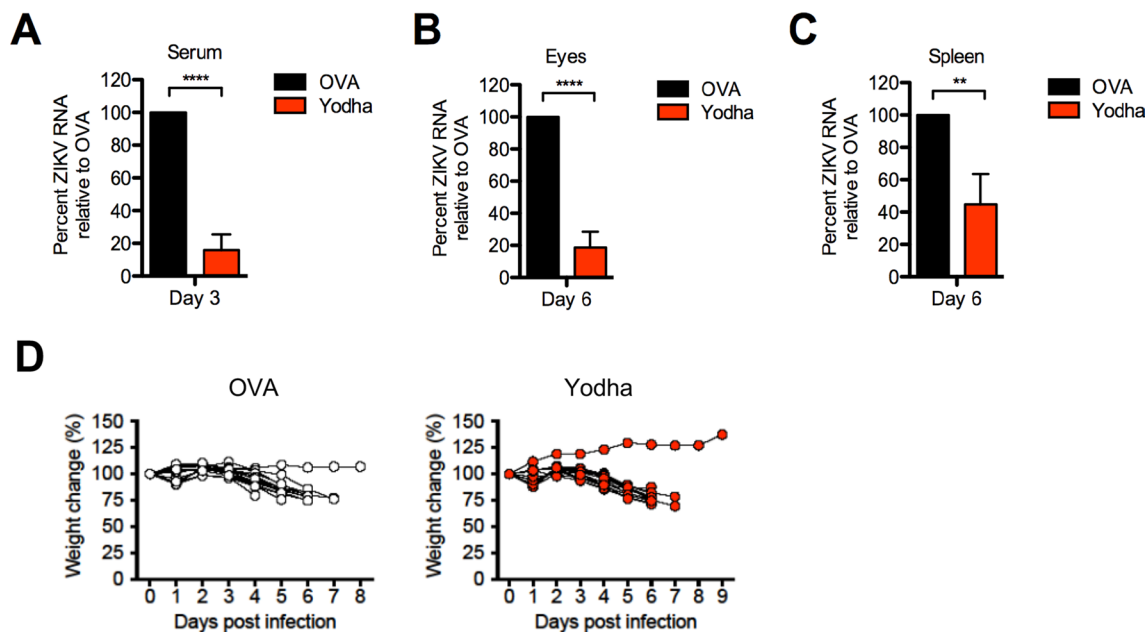 A
Serum
Percent ZIKV RNA
relative to OVA
120
100
80
60
40
20
0
****
Day 3
OVA
Yodha
B
Eyes
Percent ZIKV RNA
relative to OVA
120
100
80
60
40
20
0
****
Day 6
OVA
Yodha
C
Spleen
Percent ZIKV RNA
relative to OVA
120
100
80
60
40
20
0
**
Day 6
OVA
Yodha
D
OVA
Weight change (%)
150
125
100
75
50
25
0
0 1 2 3 4 5 6 7 8
Days post infection
Yodha
Weight change (%)
150
125
100
75
50
25
0
0 1 2 3 4 5 6 7 8 9
Days post infection